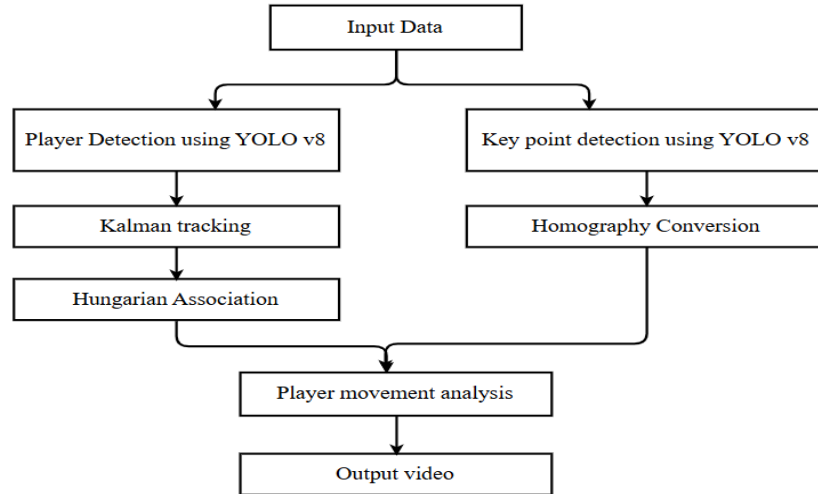 Input Data
Player Detection using YOLO v8
Key point detection using YOLO v8
Kalman tracking
Homography Conversion
Hungarian Association
Player movement analysis
Output video